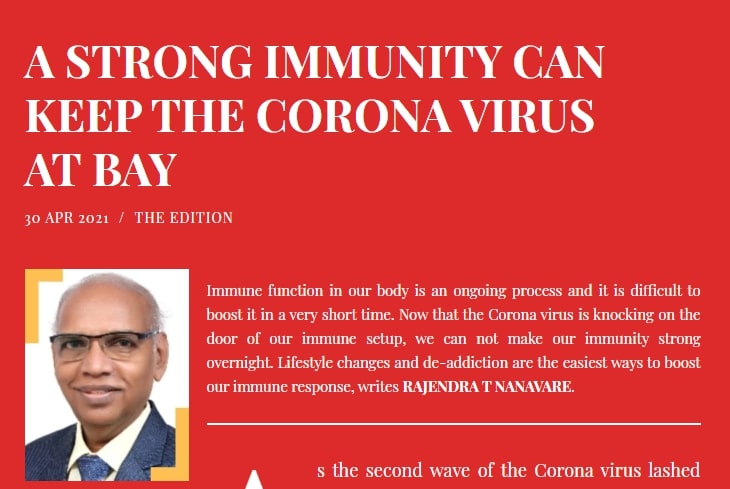 A STRONG IMMUNITY CAN
KEEP THE CORONA VIRUS
AT BAY
30 APR 2021 / THE EDITION
Immune function in our body is an ongoing process and it is difficult to
boost it in a very short time. Now that the Corona virus is knocking on the
door of our immune setup, we can not make our immunity strong
overnight. Lifestyle changes and de-addiction are the easiest ways to boost
our immune response, writes RAJENDRA T NANAVARE.
As the second wave of the Corona virus lashed